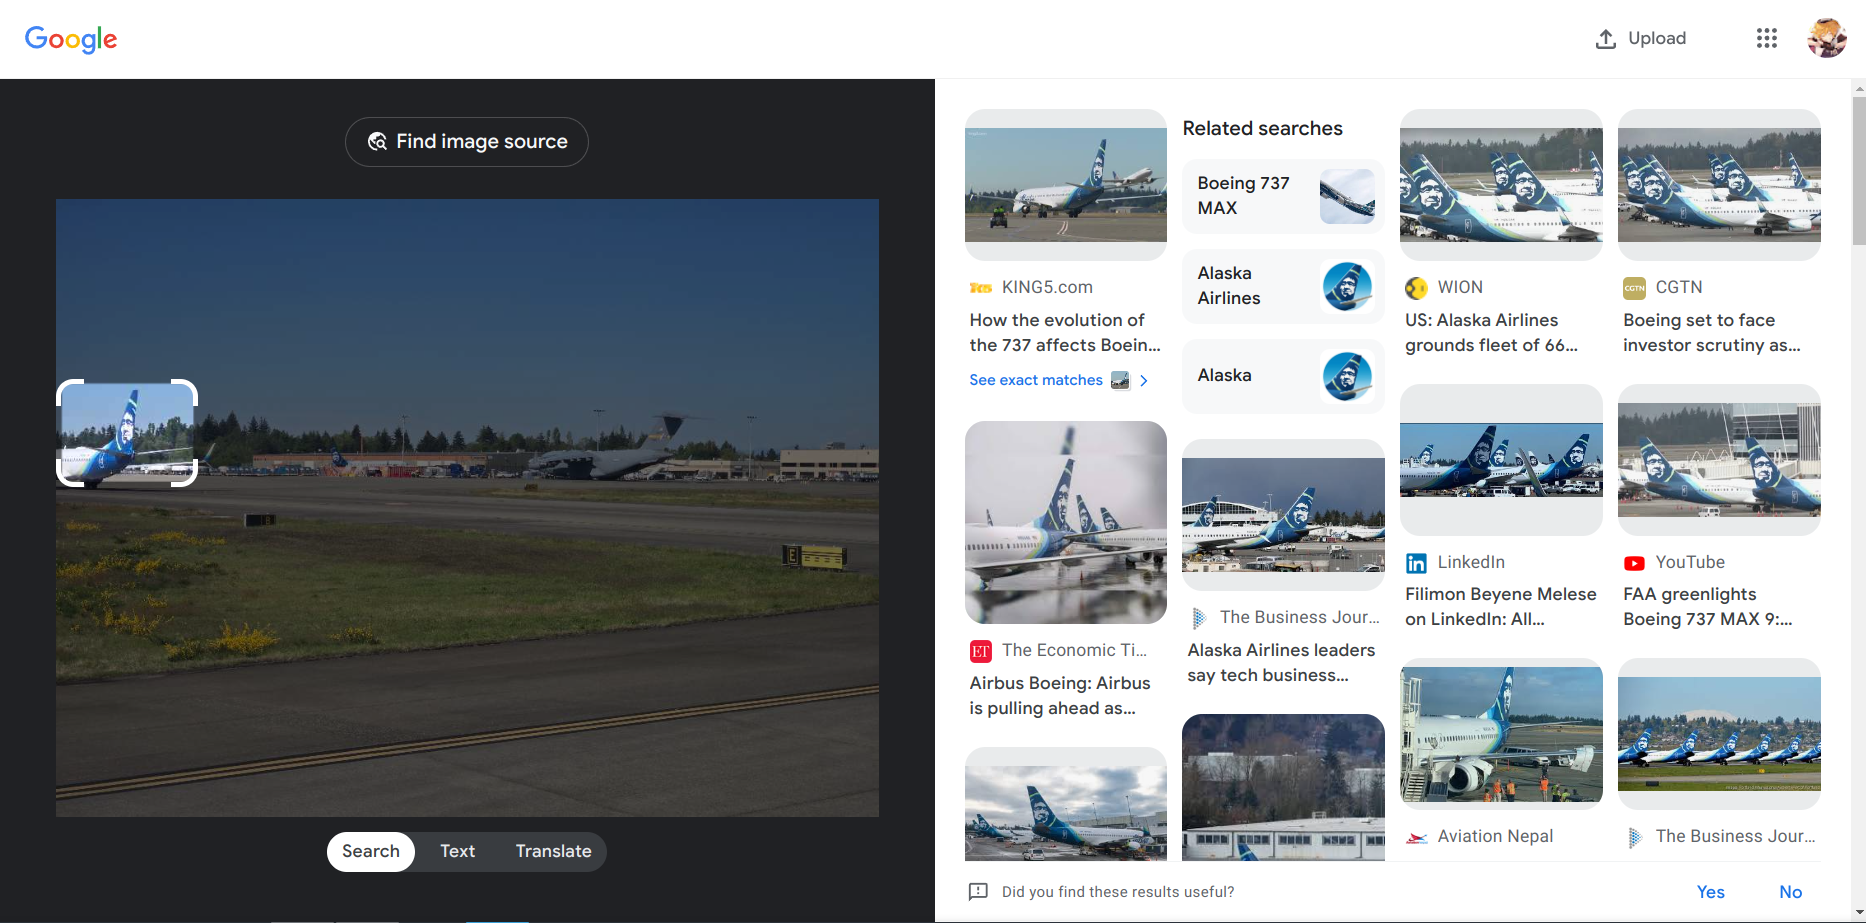 Google
Upload
Find image source
Search
Text
Translate
KING5.com
How the evolution of
the 737 affects Boein...
See exact matches
The Economic Ti...
Airbus Boeing: Airbus
is pulling ahead as...
Related searches
Boeing 737
MAX
Alaska
Airlines
Alaska
The Business Jour...
Alaska Airlines leaders
say tech business...
WION
US: Alaska Airlines
grounds fleet of 66...
LinkedIn
Filimon Beyene Melese
on LinkedIn: All...
Aviation Nepal
CGTN
CGTN
Boeing set to face
investor scrutiny as...
YouTube
FAA greenlights
Boeing 737 MAX 9:...
The Business Jour...
ET
E
Did you find these results useful?
Yes
No